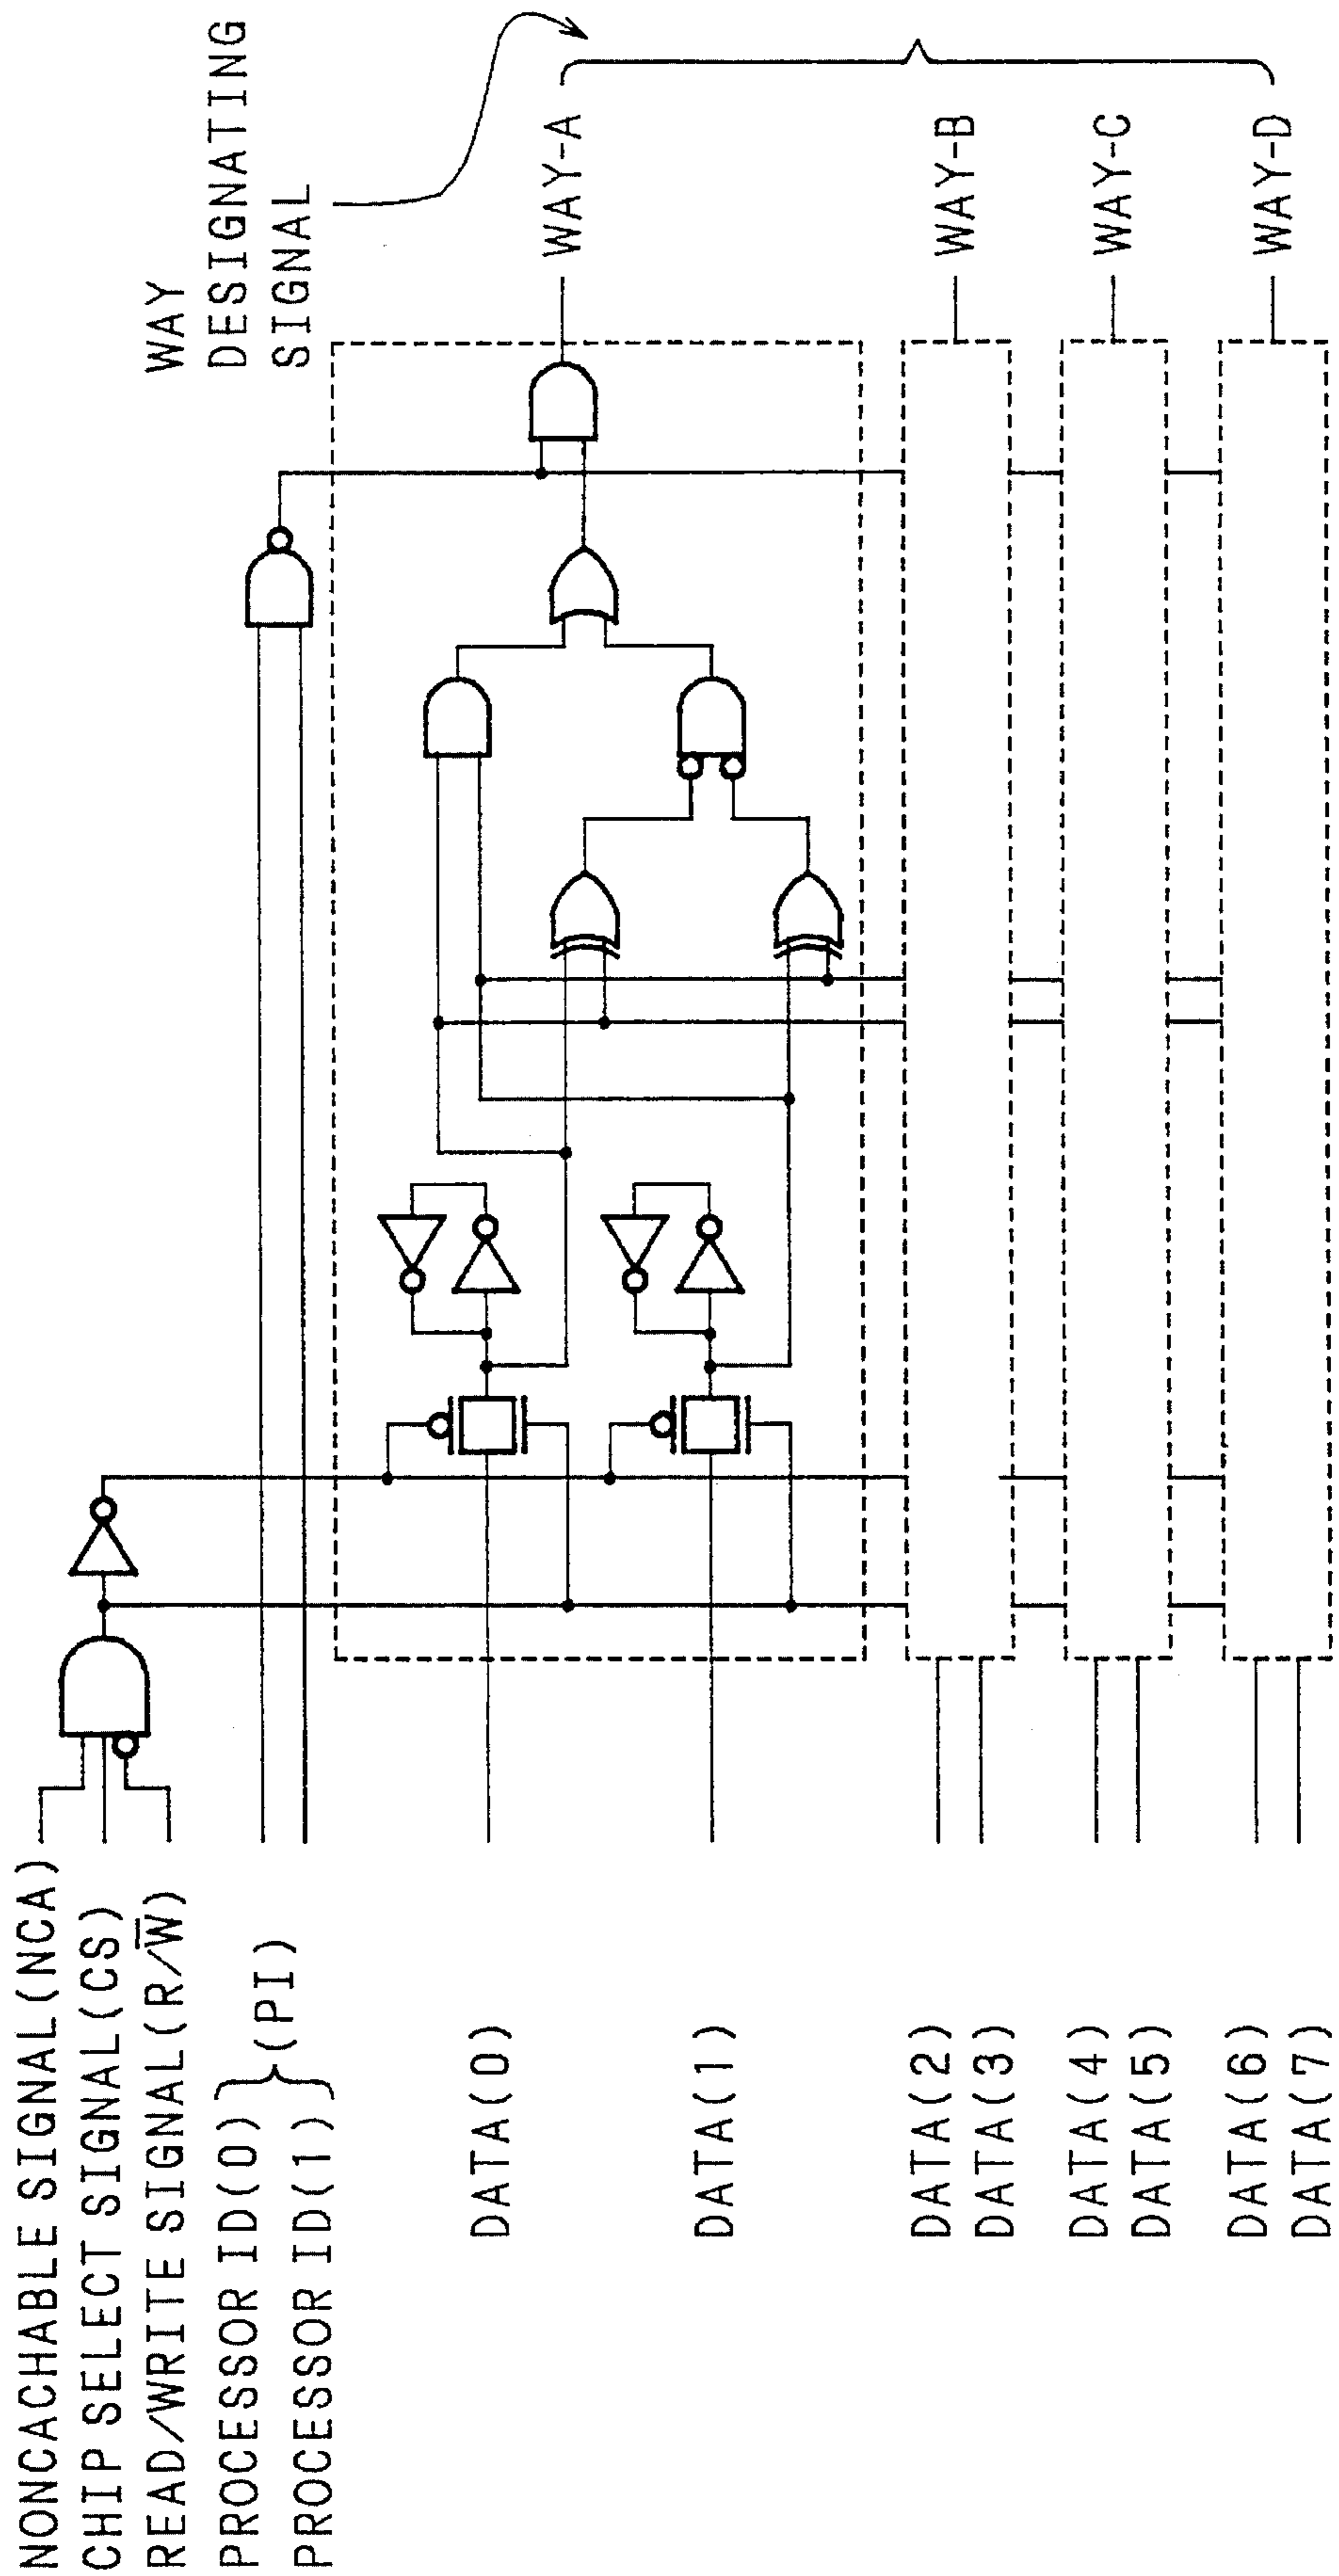 NONCACHABLE SIGNAL(NCA)
CHIP SELECT SIGNAL(CS)
READ/WRITE SIGNAL(R/W̅)
PROCESSOR ID(0)
PROCESSOR ID(1)
}(PI)
DATA(0)
DATA(1)
DATA(2)
DATA(3)
DATA(4)
DATA(5)
DATA(6)
DATA(7)
WAY
DESIGNATING
SIGNAL
WAY-A
WAY-B
WAY-C
WAY-D